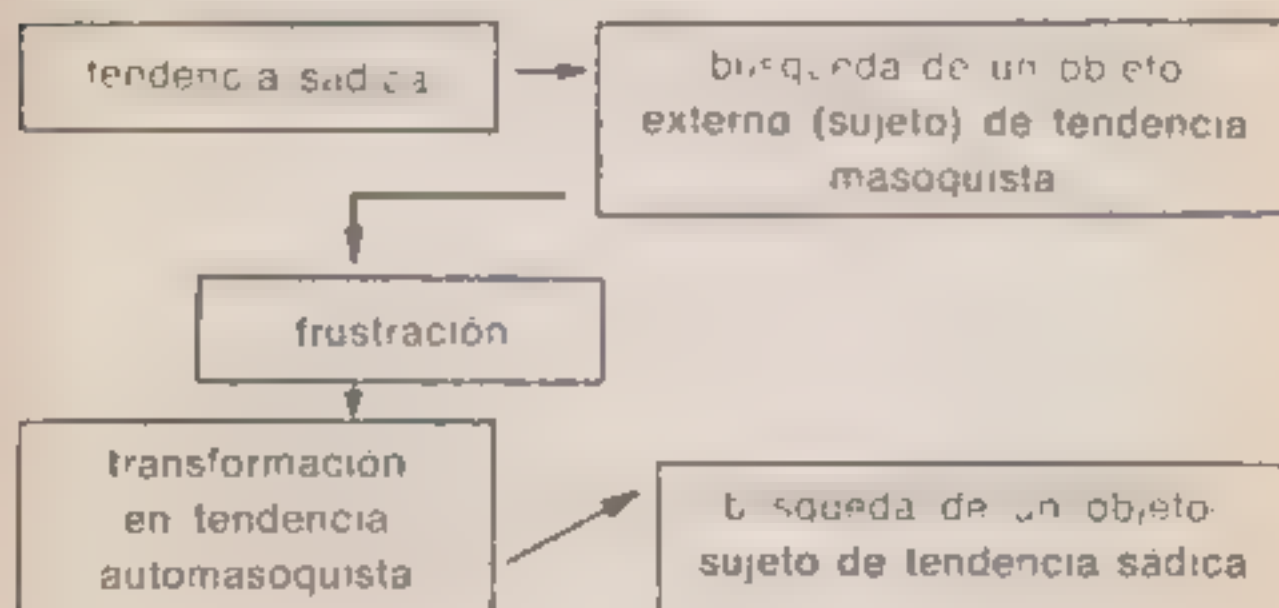 tendencia sádica
búsqueda de un objeto
externo (sujeto) de tendencia
masoquista
frustración
transformación
en tendencia
automasoquista
búsqueda de un objeto
sujeto de tendencia sádica